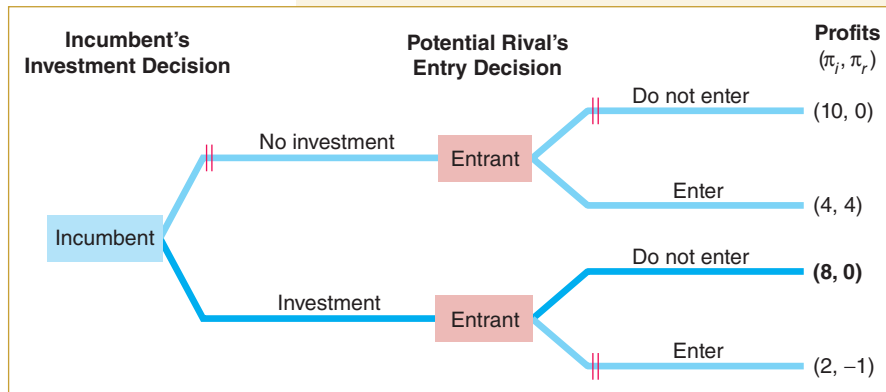 Incumbent's
Investment Decision
Potential Rival's
Entry Decision
Profits
(πi, πr)
Do not enter
(10, 0)
No investment
Entrant
Enter
(4, 4)
Incumbent
Do not enter
(8, 0)
Investment
Entrant
Enter
(2, −1)